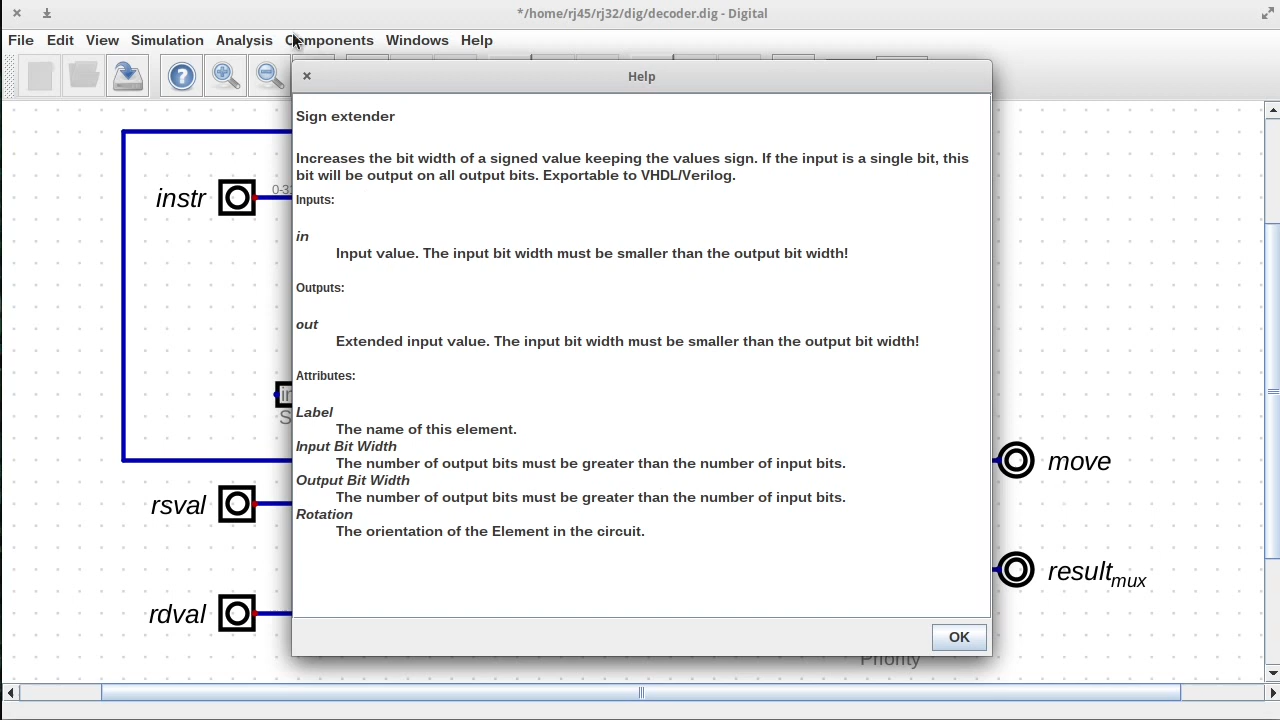 */home/rj45/rj32/dig/decoder.dig - Digital
File Edit View Simulation Analysis Components Windows Help
Help
Sign extender
Increases the bit width of a signed value keeping the values sign. If the input is a single bit, this
bit will be output on all output bits. Exportable to VHDL/Verilog.
Inputs:
in
Input value. The input bit width must be smaller than the output bit width!
Outputs:
out
Extended input value. The input bit width must be smaller than the output bit width!
Attributes:
Label
The name of this element.
Input Bit Width
The number of output bits must be greater than the number of input bits.
Output Bit Width
The number of output bits must be greater than the number of input bits.
Rotation
The orientation of the Element in the circuit.
OK
instr
rsval
rdval
move
resultmux
Priority